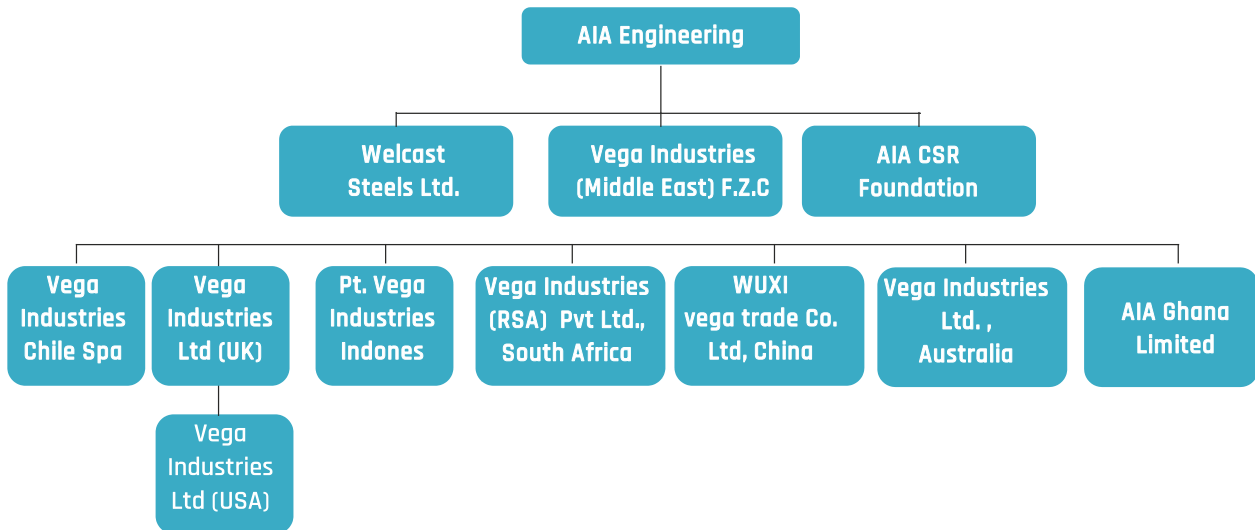 AIA Engineering
Welcast
Steels Ltd.
Vega Industries
(Middle East) F.Z.C
AIA CSR
Foundation
Vega
Industries
Chile Spa
Vega
Industries
Ltd (UK)
Pt. Vega
Industries
Indones
Vega Industries
(RSA) Pvt Ltd.,
South Africa
WUXI
vega trade Co.
Ltd, China
Vega Industries
Ltd. ,
Australia
AIA Ghana
Limited
Vega
Industries
Ltd (USA)